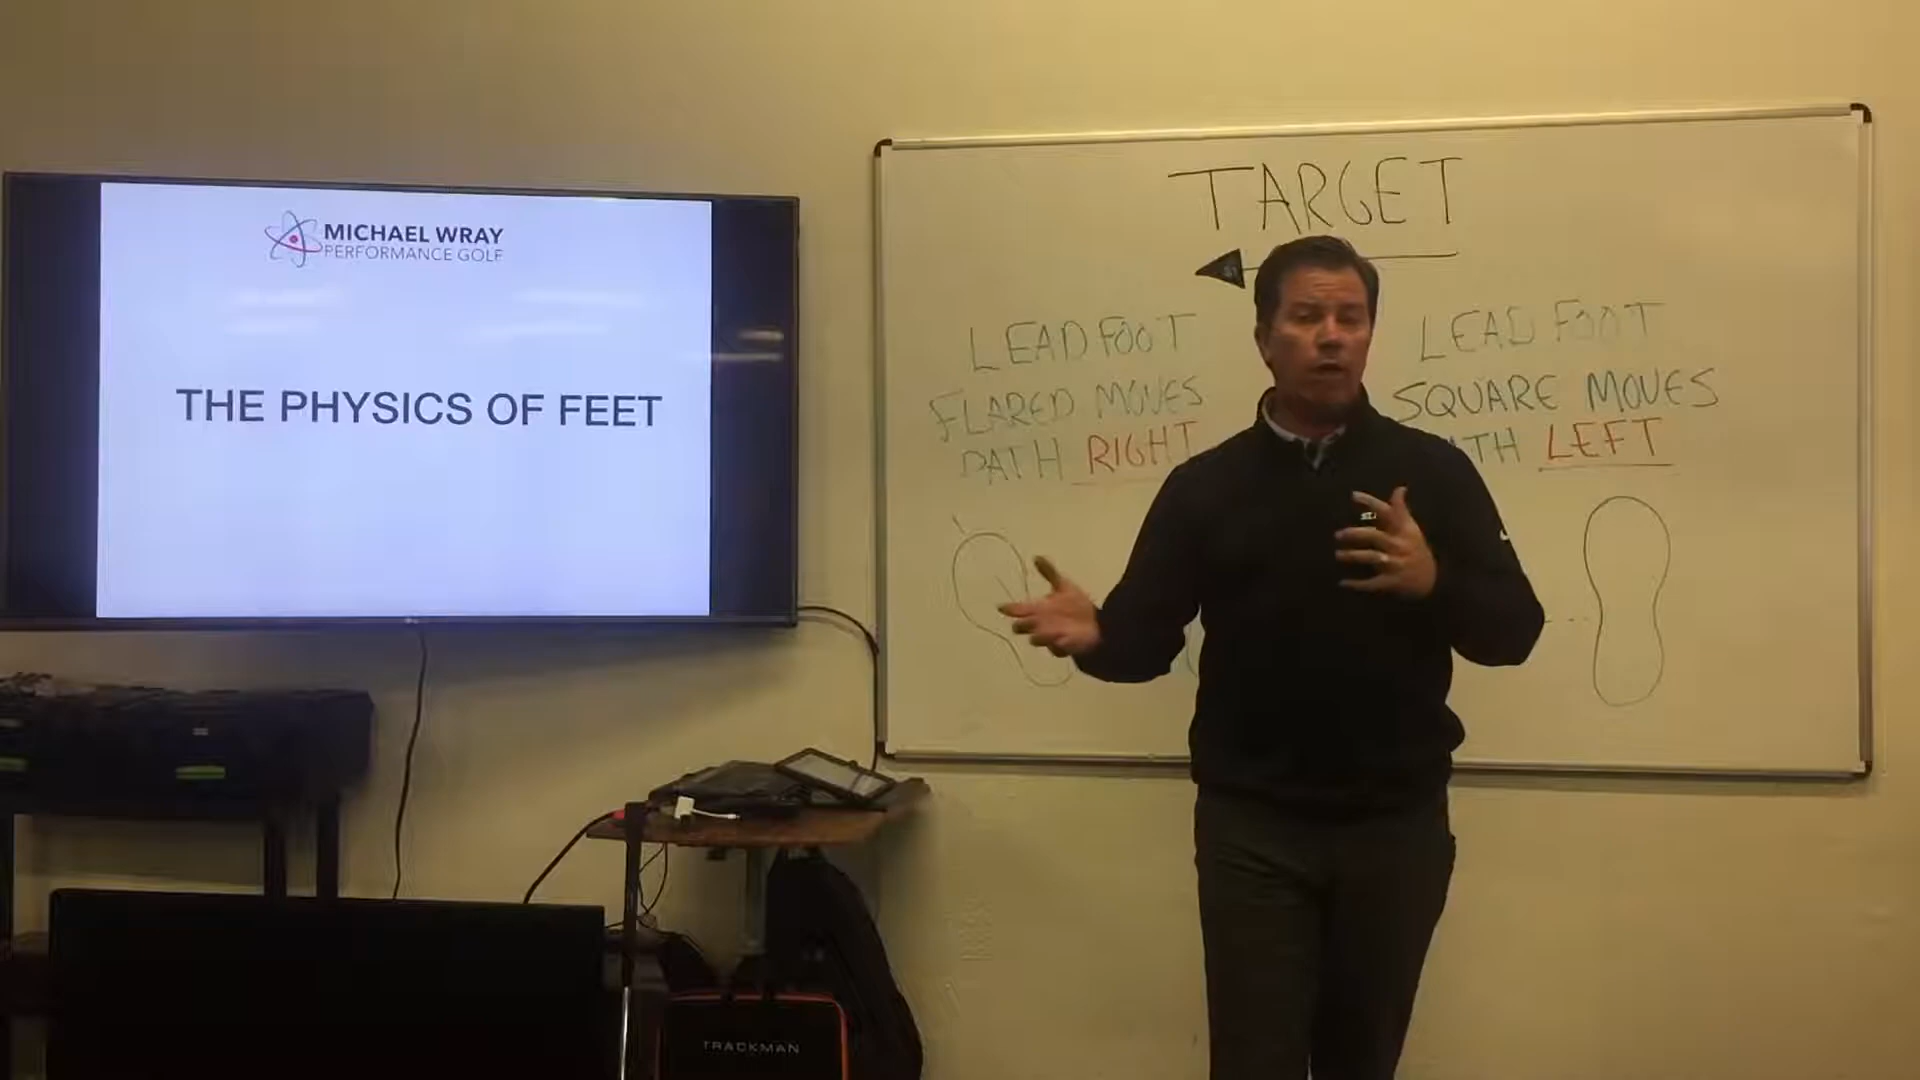 MICHAEL WRAY
PERFORMANCE GOLF
THE PHYSICS OF FEET
TARGET
LEAD FOOT
FLARED MOVES
PATH RIGHT
LEAD FOOT
SQUARE MOVES
ATH LEFT
TRACKMAN